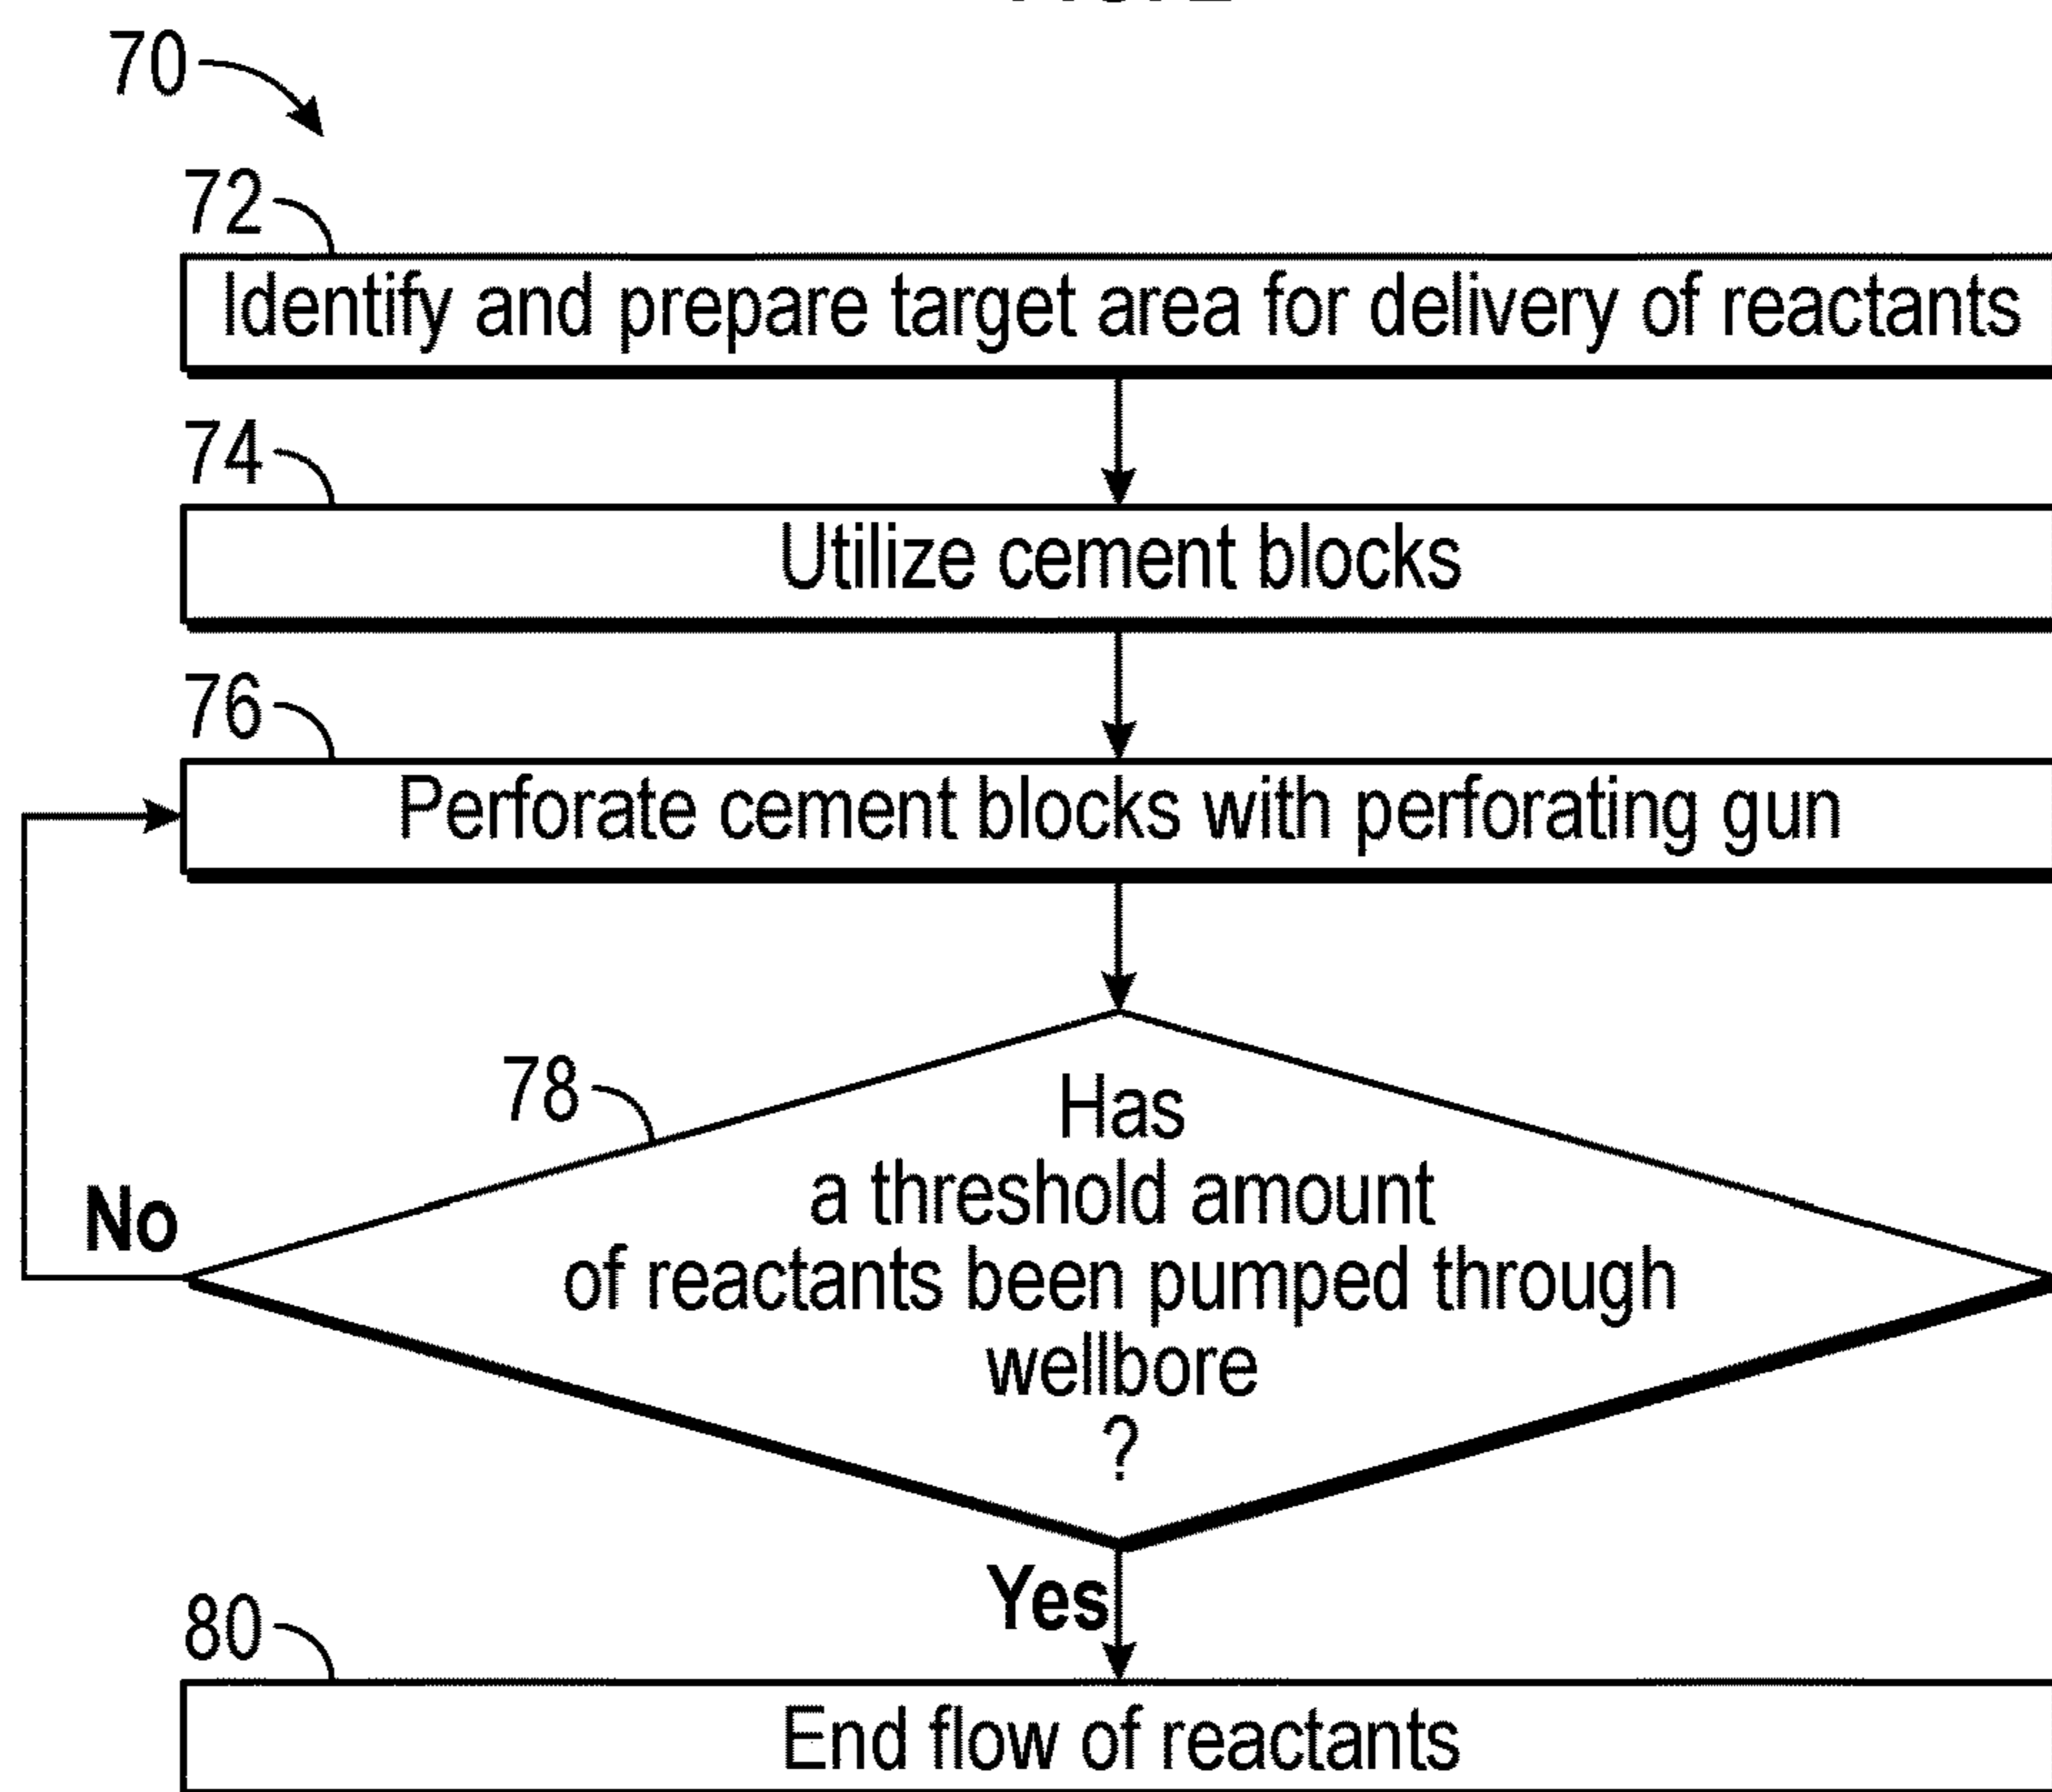 70
72
Identify and prepare target area for delivery of reactants
74
Utilize cement blocks
76
Perforate cement blocks with perforating gun
78
Has
a threshold amount
of reactants been pumped through
wellbore
?
No
Yes
80
End flow of reactants